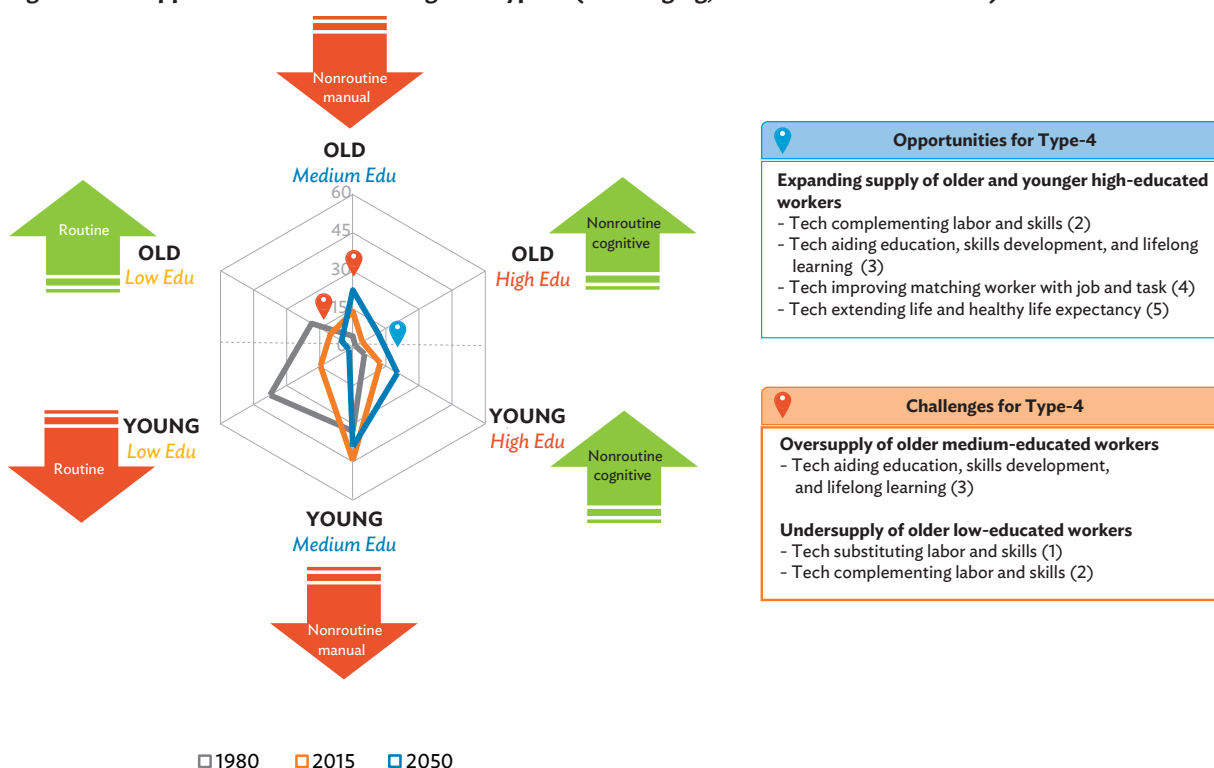 Nonroutine
manual
OLD
Medium Edu
60
45
30
15
0
Routine
OLD
Low Edu
Nonroutine
cognitive
OLD
High Edu
YOUNG
Low Edu
Routine
YOUNG
High Edu
Nonroutine
cognitive
YOUNG
Medium Edu
Nonroutine
manual
1980
2015
2050
Opportunities for Type-4
Expanding supply of older and younger high-educated
workers
- Tech complementing labor and skills (2)
- Tech aiding education, skills development, and lifelong
learning (3)
- Tech improving matching worker with job and task (4)
- Tech extending life and healthy life expectancy (5)
Challenges for Type-4
Oversupply of older medium-educated workers
- Tech aiding education, skills development,
and lifelong learning (3)
Undersupply of older low-educated workers
- Tech substituting labor and skills (1)
- Tech complementing labor and skills (2)